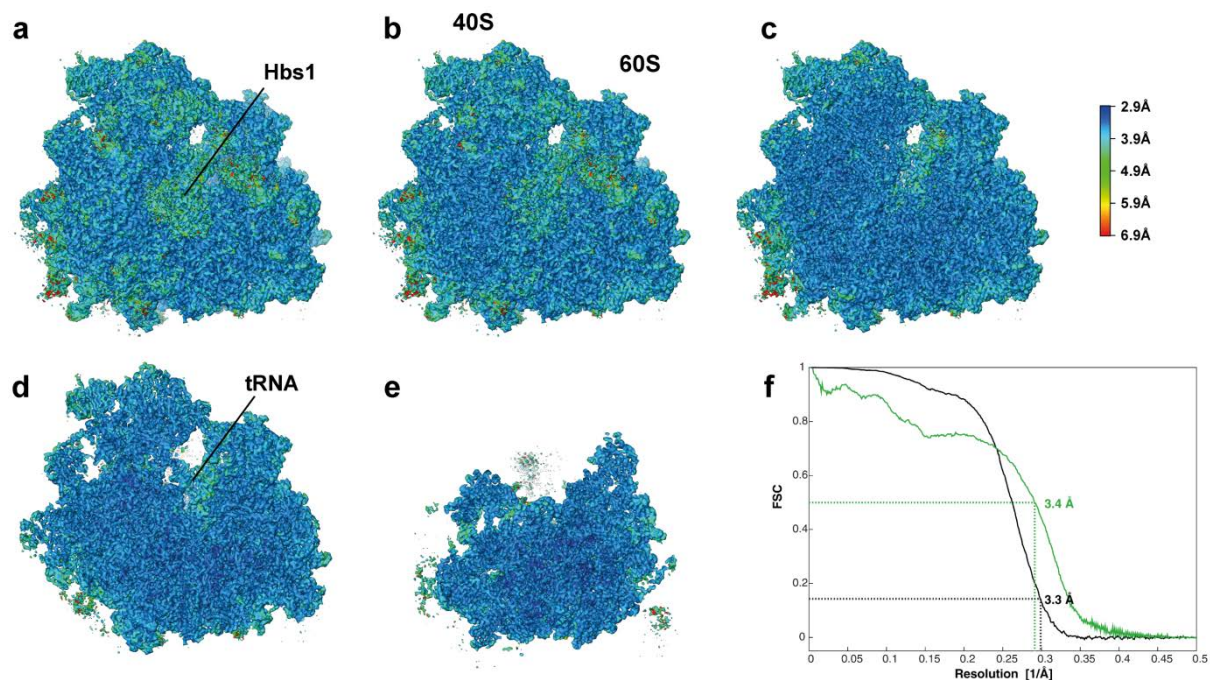 a
b
c
40S
60S
Hbs1
2.9Å
3.9Å
4.9Å
5.9Å
6.9Å
d
tRNA
e
f
1
0.8
0.6
0.4
0.2
0
FSC
3.4 Å
3.3 Å
0
0.05
0.1
0.15
0.2
0.25
0.3
0.35
0.4
0.45
0.5
Resolution [1/Å]